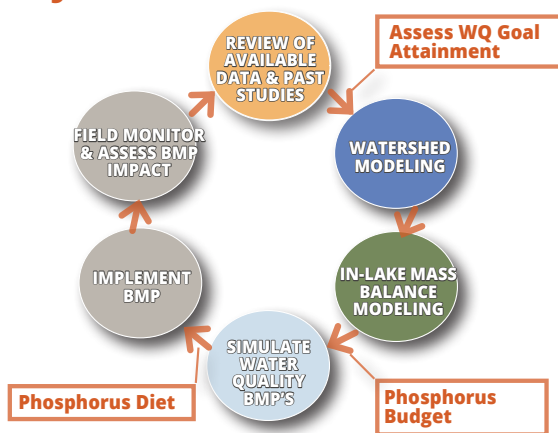 REVIEW OF
AVAILABLE
DATA & PAST
STUDIES
Assess WQ Goal
Attainment
WATERSHED
MODELING
IN-LAKE MASS
BALANCE
MODELING
Phosphorus
Budget
SIMULATE
WATER
QUALITY
BMP'S
Phosphorus Diet
IMPLEMENT
BMP
FIELD MONITOR
& ASSESS BMP
IMPACT